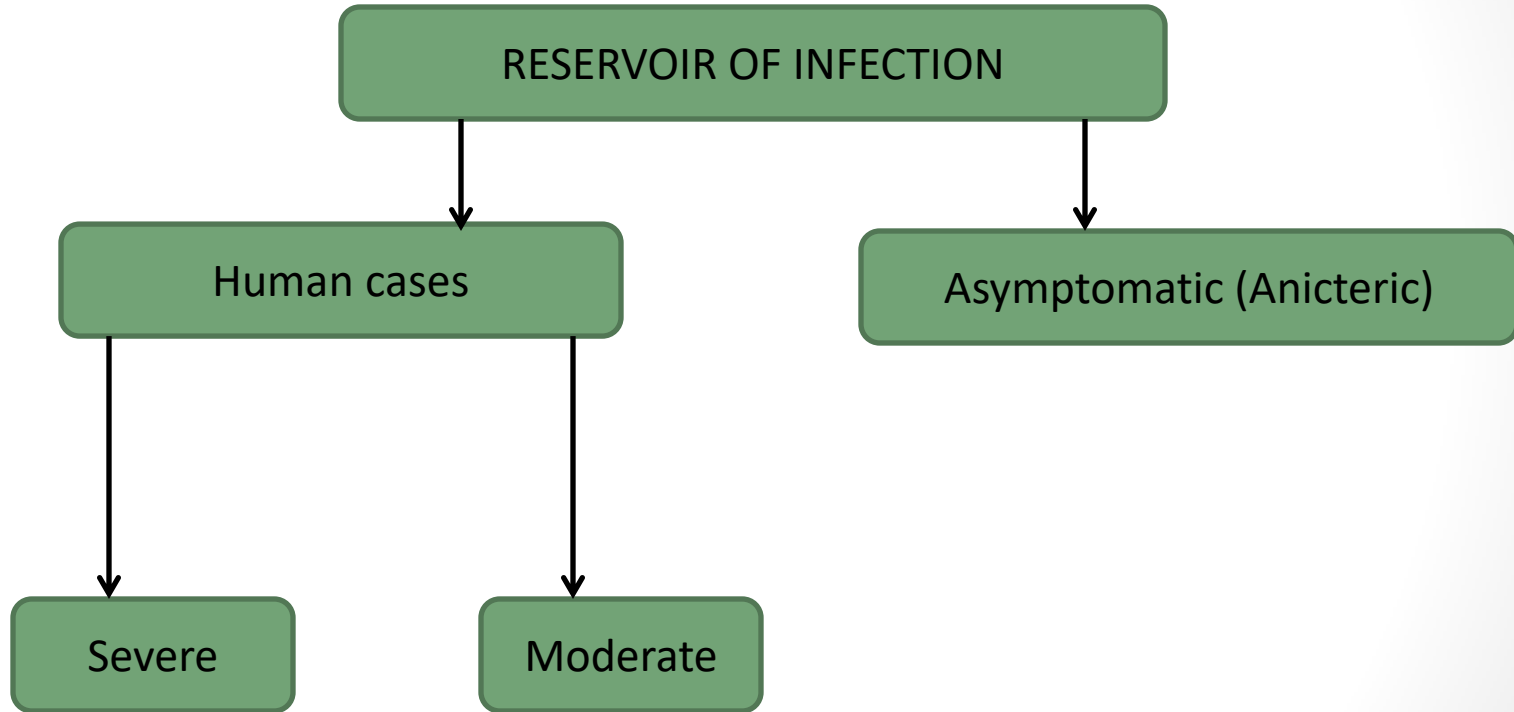 RESERVOIR OF INFECTION
Human cases
Asymptomatic (Anicteric)
Severe
Moderate